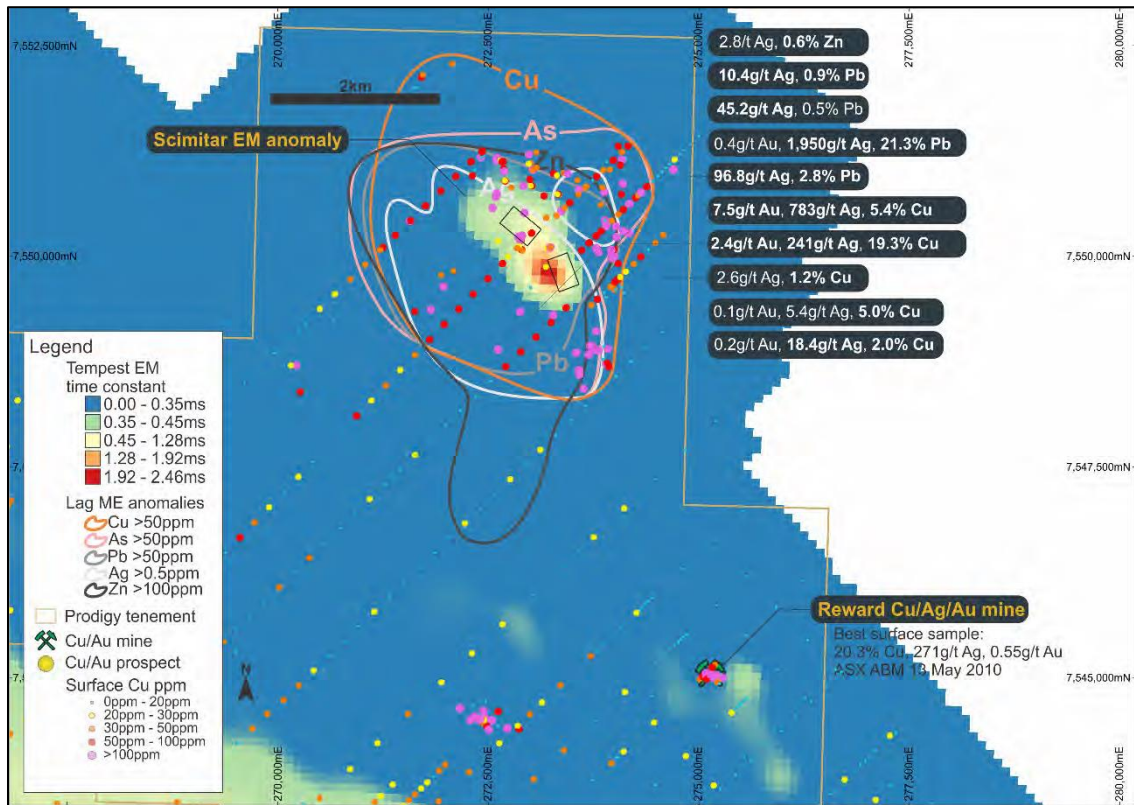 270,000mE
272,500mE
275,000mE
277,500mE
280,000mE
7,552,500mN
7,552,500mN
2km
Cu
As
Zn
Ag
Pb
Scimitar EM anomaly
2.8/t Ag, 0.6% Zn
10.4g/t Ag, 0.9% Pb
45.2g/t Ag, 0.5% Pb
0.4g/t Au, 1,950g/t Ag, 21.3% Pb
96.8g/t Ag, 2.8% Pb
7.5g/t Au, 783g/t Ag, 5.4% Cu
2.4g/t Au, 241g/t Ag, 19.3% Cu
2.6g/t Ag, 1.2% Cu
0.1g/t Au, 5.4g/t Ag, 5.0% Cu
0.2g/t Au, 18.4g/t Ag, 2.0% Cu
7,550,000mN
7,550,000mN
Legend
Tempest EM
time constant
0.00 - 0.35ms
0.35 - 0.45ms
0.45 - 1.28ms
1.28 - 1.92ms
1.92 - 2.46ms
Lag ME anomalies
Cu >50ppm
As >50ppm
Pb >50ppm
Ag >0.5ppm
Zn >100ppm
Prodigy tenement
Cu/Au mine
Cu/Au prospect
Surface Cu ppm
0ppm - 20ppm
20ppm - 30ppm
30ppm - 50ppm
50ppm - 100ppm
>100ppm
7,547,500mN
N
Reward Cu/Ag/Au mine
Best surface sample:
20.3% Cu, 271g/t Ag, 0.55g/t Au
ASX ABM 13 May 2010
7,545,000mN
270,000mE
272,500mE
275,000mE
277,500mE
280,000mE